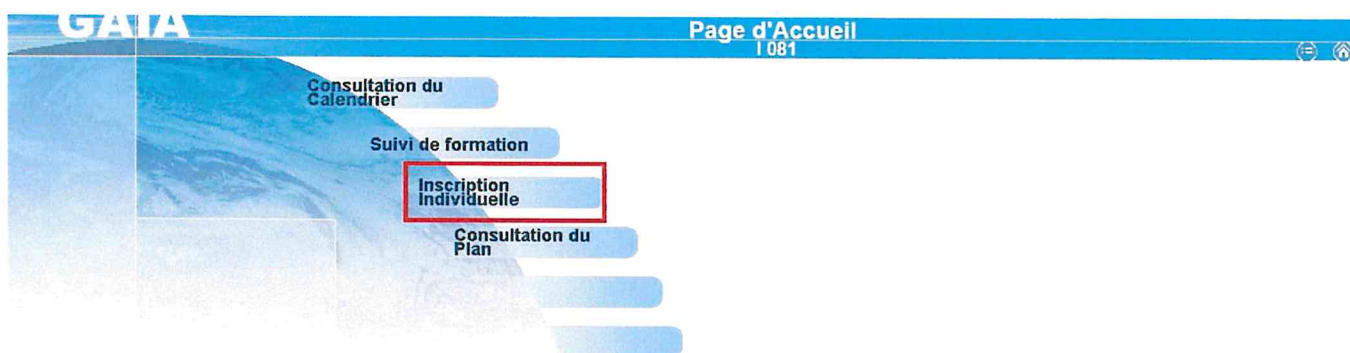 GAIA
Page d'Accueil
I 081
Consultation du
Calendrier
Suivi de formation
Inscription
Individuelle
Consultation du
Plan